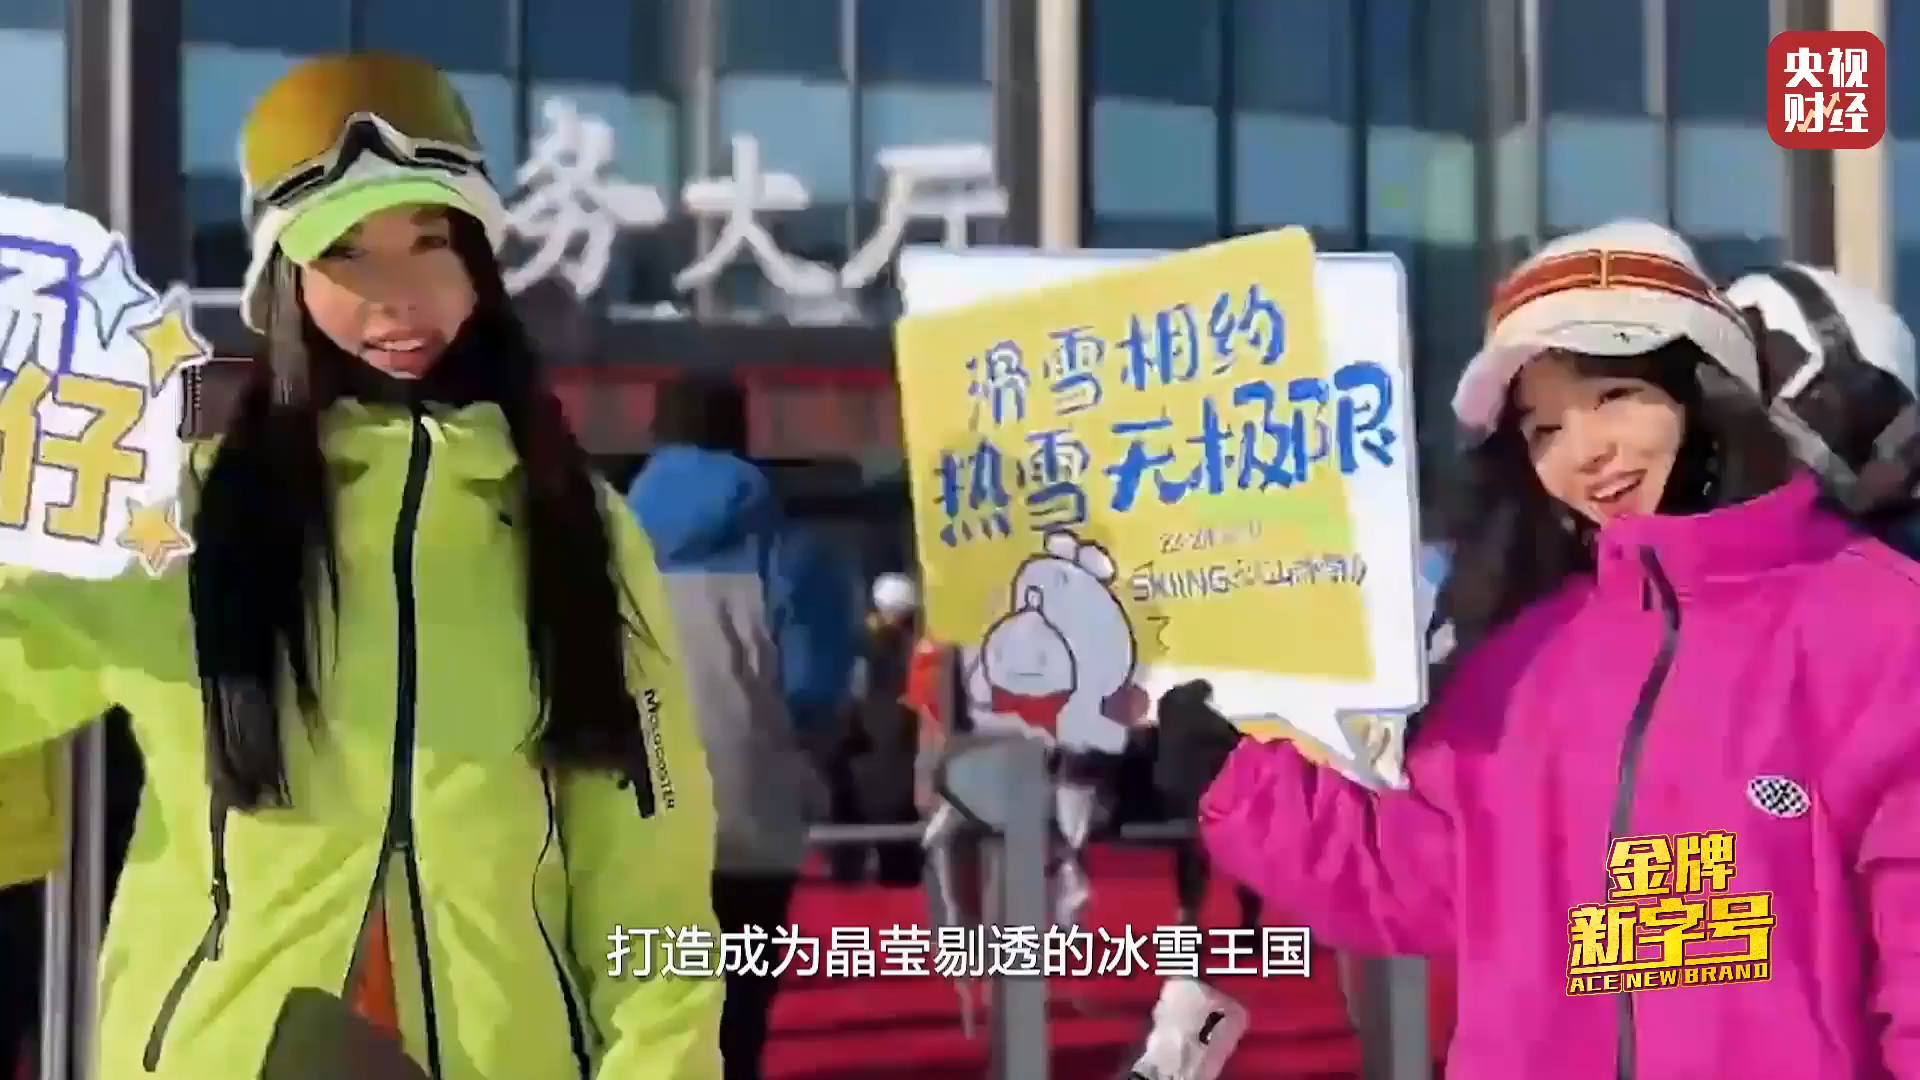 央视
财经
务大厅
仔
滑雪相约
热雪无极限
SKIING
MOLOCOSTER
金牌
新字号
ACE NEW BRAND
打造成为晶莹剔透的冰雪王国